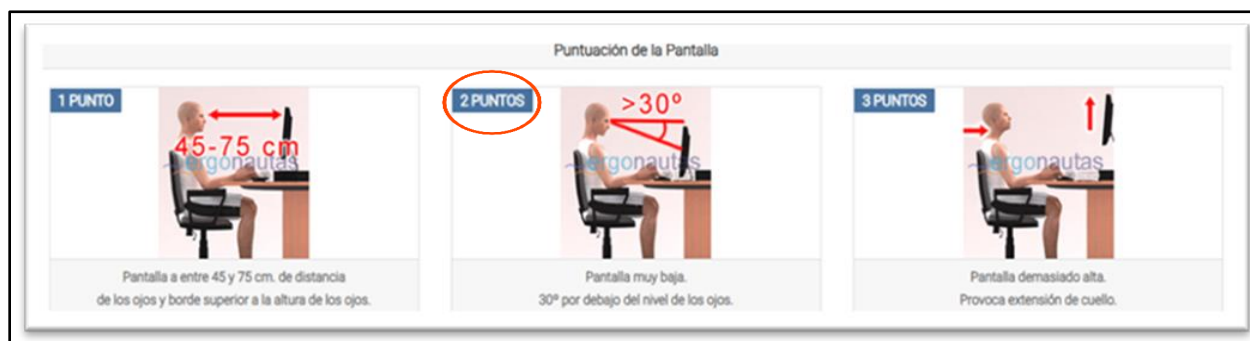 Puntuación de la Pantalla
1 PUNTO
45-75 cm
ergonautas
Pantalla a entre 45 y 75 cm. de distancia
de los ojos y borde superior a la altura de los ojos.
2 PUNTOS
>30º
ergonautas
Pantalla muy baja.
30º por debajo del nivel de los ojos.
3 PUNTOS
ergonautas
Pantalla demasiado alta.
Provoca extensión de cuello.